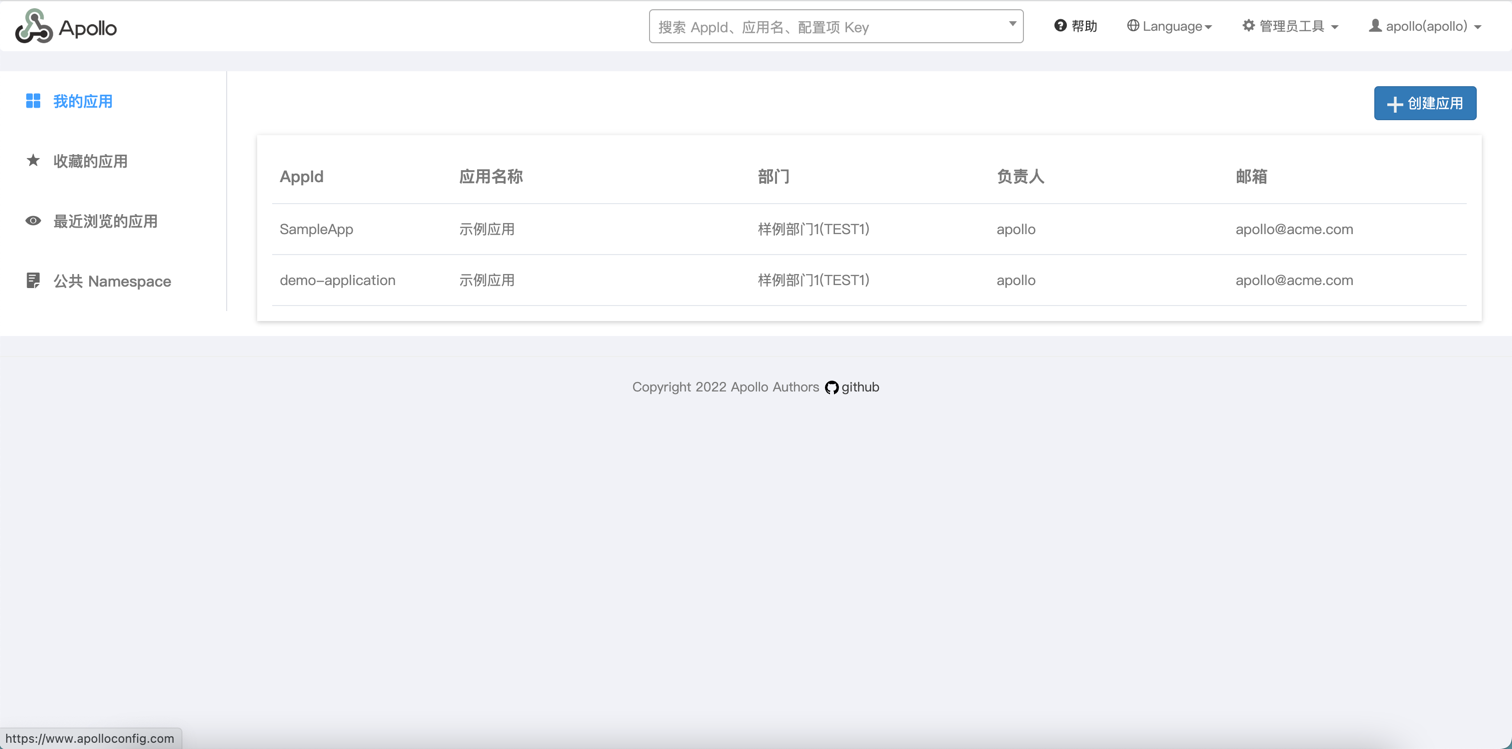 Apollo
搜索 AppId、应用名、配置项 Key
帮助 Language 管理员工具 apollo(apollo)
我的应用
收藏的应用
最近浏览的应用
公共 Namespace
创建应用
AppId 应用名称 部门 负责人 邮箱
SampleApp 示例应用 样例部门1(TEST1) apollo apollo@acme.com
demo-application 示例应用 样例部门1(TEST1) apollo apollo@acme.com
Copyright 2022 Apollo Authors github
https://www.apolloconfig.com